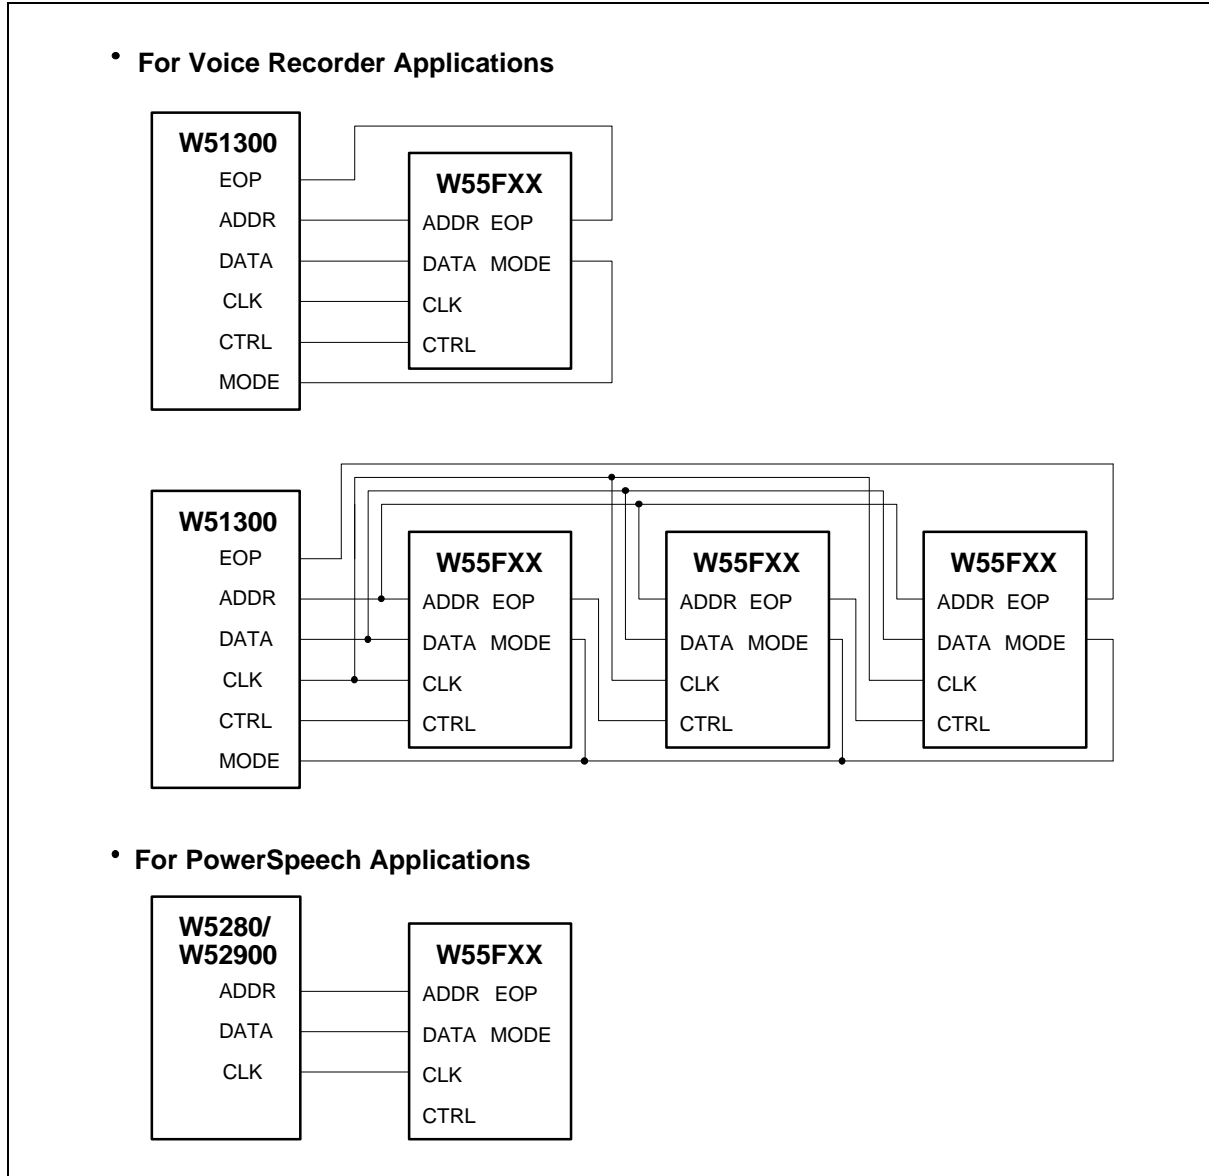 • For Voice Recorder Applications
W51300
EOP
ADDR
DATA
CLK
CTRL
MODE
W55FXX
ADDR EOP
DATA MODE
CLK
CTRL
W51300
EOP
ADDR
DATA
CLK
CTRL
MODE
W55FXX
ADDR EOP
DATA MODE
CLK
CTRL
W55FXX
ADDR EOP
DATA MODE
CLK
CTRL
W55FXX
ADDR EOP
DATA MODE
CLK
CTRL
• For PowerSpeech Applications
W5280/
W52900
ADDR
DATA
CLK
W55FXX
ADDR EOP
DATA MODE
CLK
CTRL